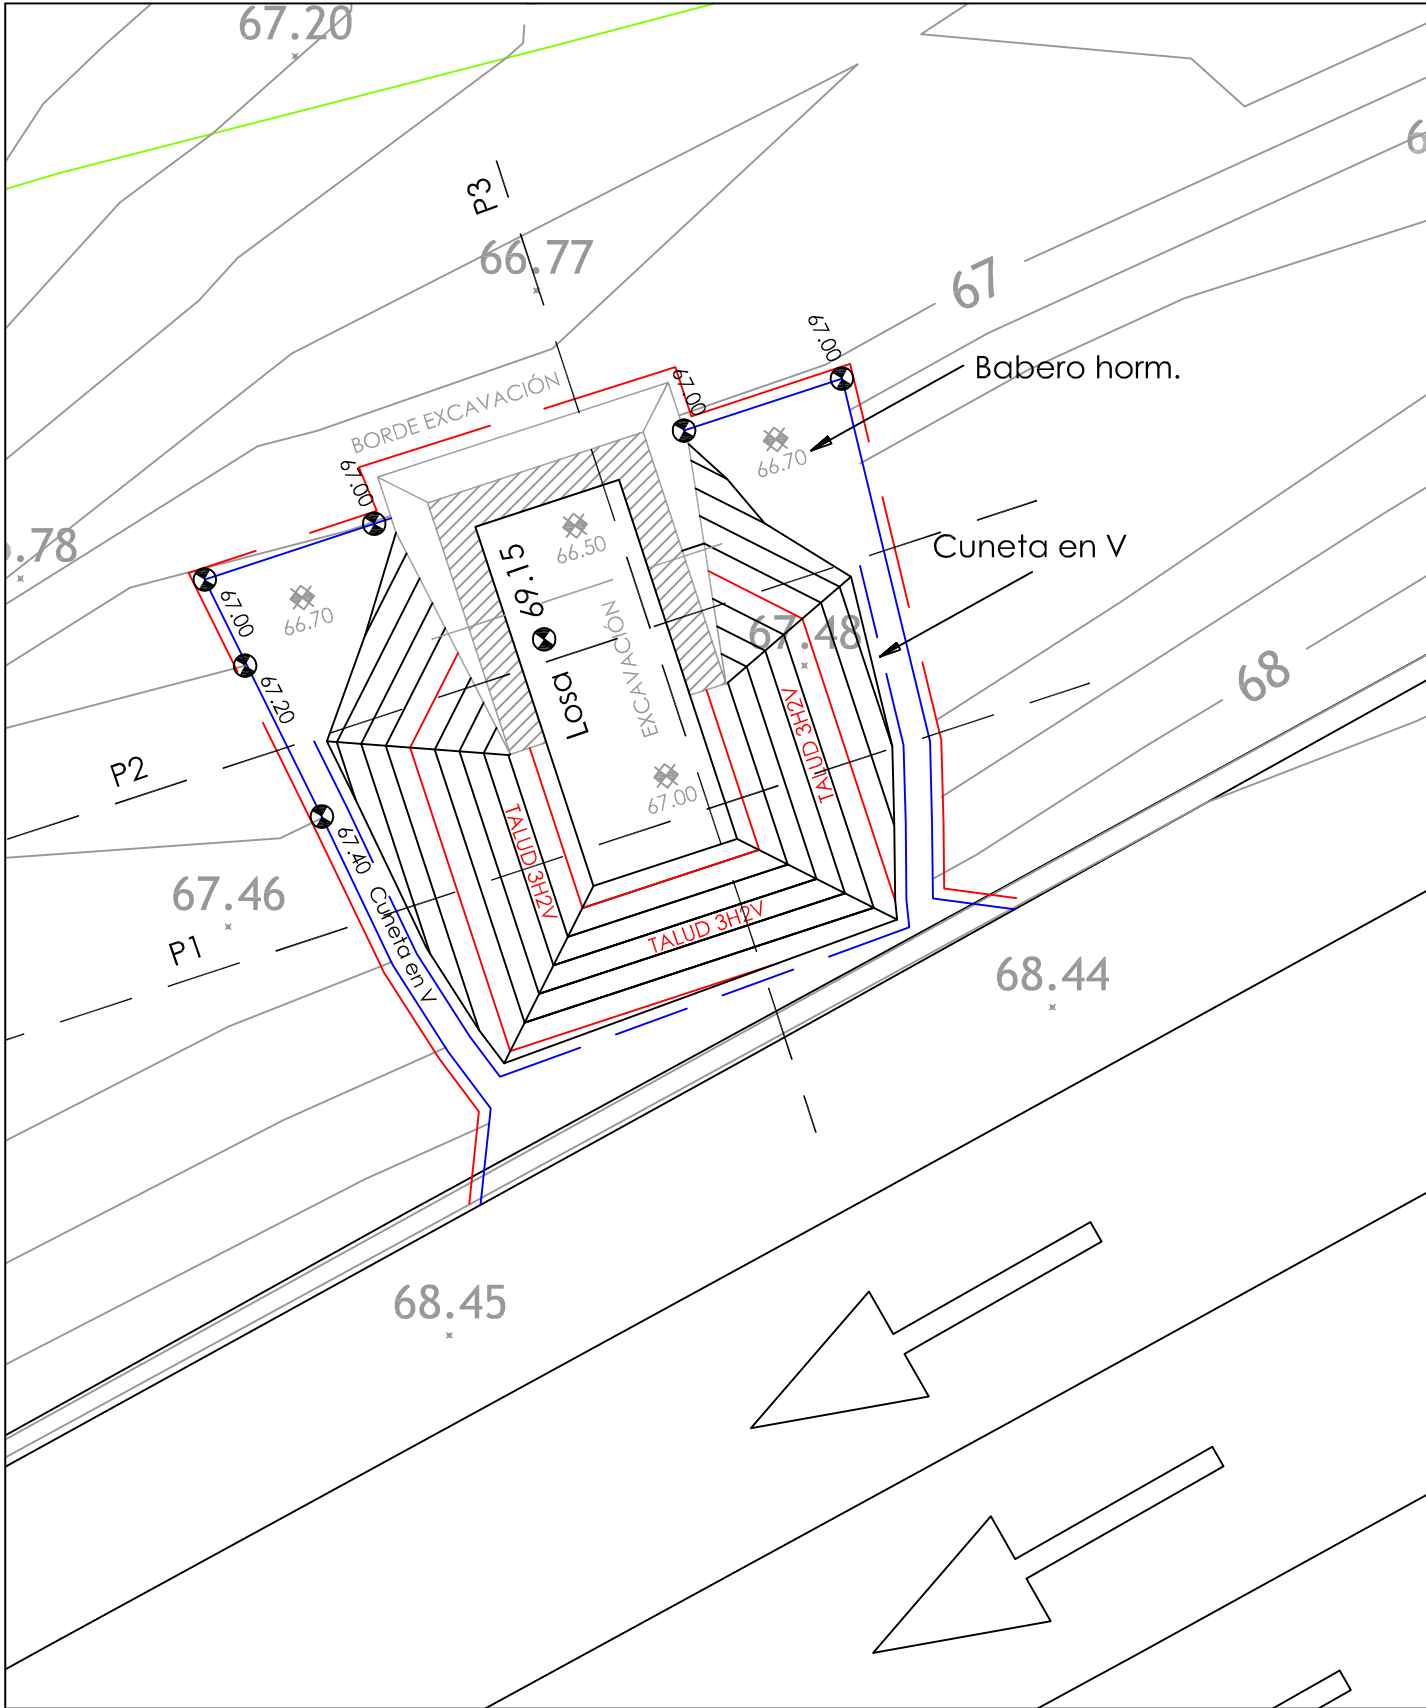 67.20
P3
66.77
67
67.00
Babero horm.
67.00
BORDE EXCAVACIÓN
66.70
67.00
.78
66.50
Cuneta en V
69.15
67.00
66.70
EXCAVACIÓN
67.48
67.20
Losa
68
P2
TALUD 3H2V
67.00
67.40
TALUD 3H2V
67.46
Cuneta en V
P1
TALUD 3H2V
68.44
68.45